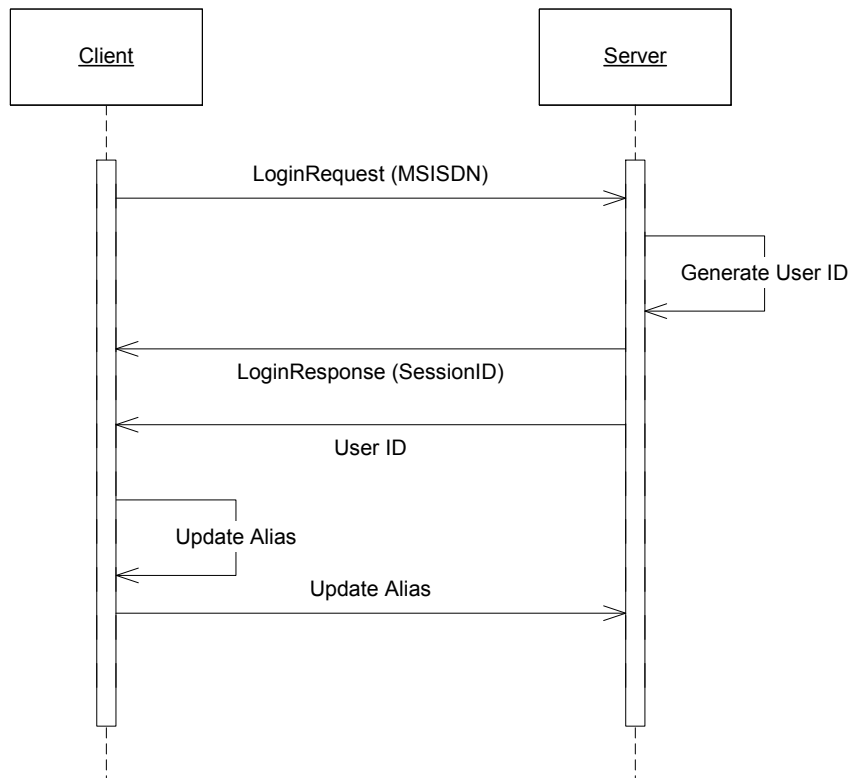 Client
Server
LoginRequest (MSISDN)
Generate User ID
LoginResponse (SessionID)
User ID
Update Alias
Update Alias